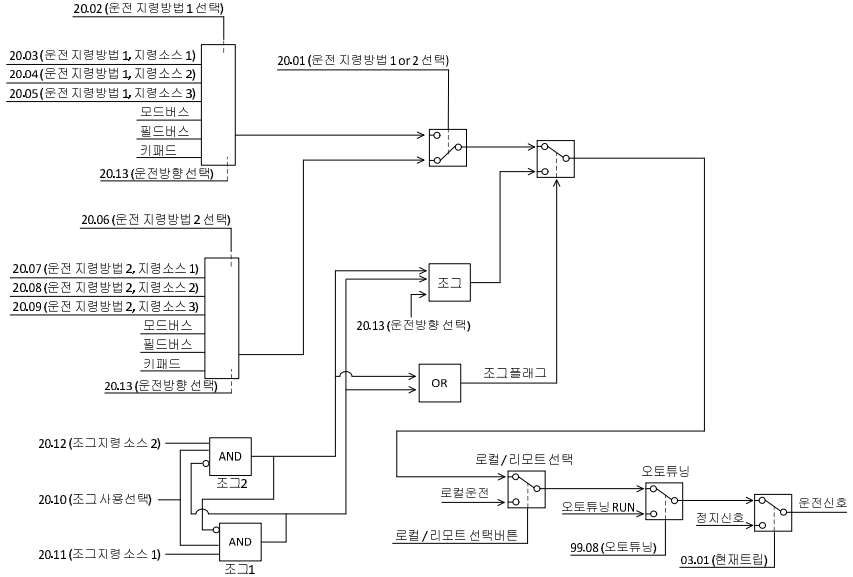 20.02 (운전 지령방법 1 선택)
20.03 (운전 지령방법 1, 지령소스 1)
20.04 (운전 지령방법 1, 지령소스 2)
20.05 (운전 지령방법 1, 지령소스 3)
모드버스
필드버스
키패드
20.13 (운전방향 선택)
20.01 (운전 지령방법 1 or 2 선택)
20.06 (운전 지령방법 2 선택)
20.07 (운전 지령방법 2, 지령소스 1)
20.08 (운전 지령방법 2, 지령소스 2)
20.09 (운전 지령방법 2, 지령소스 3)
모드버스
필드버스
키패드
20.13 (운전방향 선택)
조그
20.13 (운전방향 선택)
OR
조그플래그
20.12 (조그지령 소스 2)
AND
조그2
20.10 (조그 사용선택)
AND
20.11 (조그지령소스 1)
조그1
로컬 / 리모트 선택
로컬운전
로컬 / 리모트 선택버튼
오토튜닝
오토튜닝 RUN
99.08 (오토튜닝)
정지신호
운전신호
03.01 (현재트립)